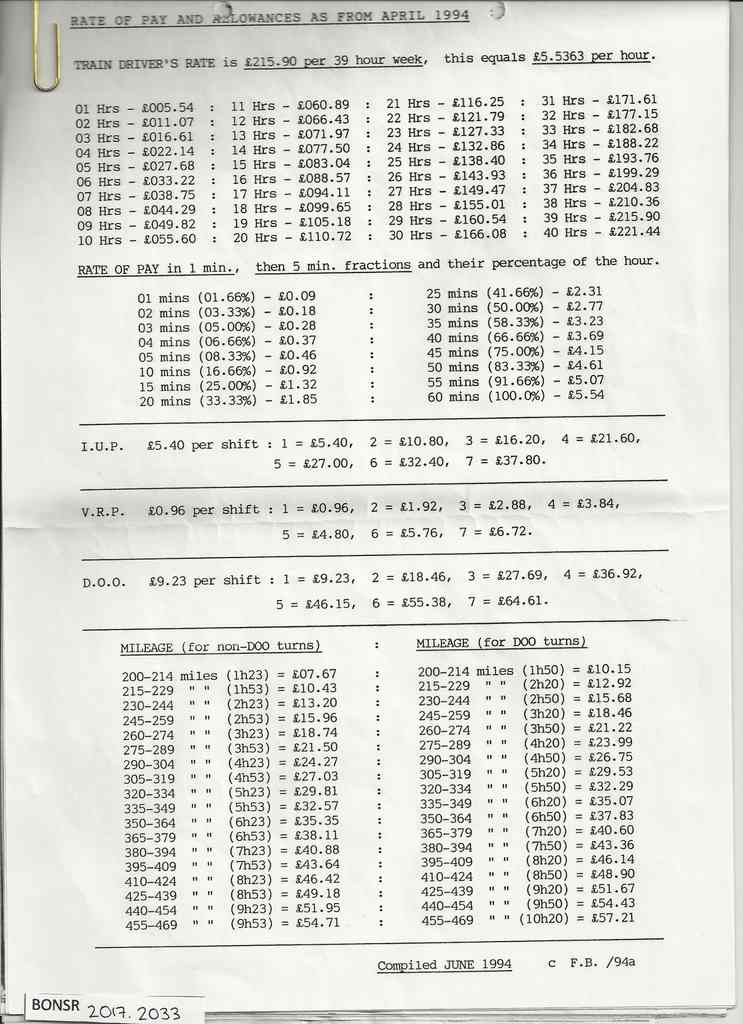 RATE OF PAY AND ALLOWANCES AS FROM APRIL 1994
TRAIN DRIVER'S RATE is £215.90 per 39 hour week, this equals £5.5363 per hour.
01 Hrs - £005.54 : 11 Hrs - £060.89 : 21 Hrs - £116.25 : 31 Hrs - £171.61
02 Hrs - £011.07 : 12 Hrs - £066.43 : 22 Hrs - £121.79 : 32 Hrs - £177.15
03 Hrs - £016.61 : 13 Hrs - £071.97 : 23 Hrs - £127.33 : 33 Hrs - £182.68
04 Hrs - £022.14 : 14 Hrs - £077.50 : 24 Hrs - £132.86 : 34 Hrs - £188.22
05 Hrs - £027.68 : 15 Hrs - £083.04 : 25 Hrs - £138.40 : 35 Hrs - £193.76
06 Hrs - £033.22 : 16 Hrs - £088.57 : 26 Hrs - £143.93 : 36 Hrs - £199.29
07 Hrs - £038.75 : 17 Hrs - £094.11 : 27 Hrs - £149.47 : 37 Hrs - £204.83
08 Hrs - £044.29 : 18 Hrs - £099.65 : 28 Hrs - £155.01 : 38 Hrs - £210.36
09 Hrs - £049.82 : 19 Hrs - £105.18 : 29 Hrs - £160.54 : 39 Hrs - £215.90
10 Hrs - £055.60 : 20 Hrs - £110.72 : 30 Hrs - £166.08 : 40 Hrs - £221.44
RATE OF PAY in 1 min., then 5 min. fractions and their percentage of the hour.
01 mins (01.66%) - £0.09 : 25 mins (41.66%) - £2.31
02 mins (03.33%) - £0.18 : 30 mins (50.00%) - £2.77
03 mins (05.00%) - £0.28 : 35 mins (58.33%) - £3.23
04 mins (06.66%) - £0.37 : 40 mins (66.66%) - £3.69
05 mins (08.33%) - £0.46 : 45 mins (75.00%) - £4.15
10 mins (16.66%) - £0.92 : 50 mins (83.33%) - £4.61
15 mins (25.00%) - £1.32 : 55 mins (91.66%) - £5.07
20 mins (33.33%) - £1.85 : 60 mins (100.0%) - £5.54
I.U.P. £5.40 per shift : 1 = £5.40, 2 = £10.80, 3 = £16.20, 4 = £21.60,
5 = £27.00, 6 = £32.40, 7 = £37.80.
V.R.P. £0.96 per shift : 1 = £0.96, 2 = £1.92, 3 = £2.88, 4 = £3.84,
5 = £4.80, 6 = £5.76, 7 = £6.72.
D.O.O. £9.23 per shift : 1 = £9.23, 2 = £18.46, 3 = £27.69, 4 = £36.92,
5 = £46.15, 6 = £55.38, 7 = £64.61.
MILEAGE (for non-DOO turns) : MILEAGE (for DOO turns)
200-214 miles (1h23) = £07.67 : 200-214 miles (1h50) = £10.15
215-229 " " (1h53) = £10.43 : 215-229 " " (2h20) = £12.92
230-244 " " (2h23) = £13.20 : 230-244 " " (2h50) = £15.68
245-259 " " (2h53) = £15.96 : 245-259 " " (3h20) = £18.46
260-274 " " (3h23) = £18.74 : 260-274 " " (3h50) = £21.22
275-289 " " (3h53) = £21.50 : 275-289 " " (4h20) = £23.99
290-304 " " (4h23) = £24.27 : 290-304 " " (4h50) = £26.75
305-319 " " (4h53) = £27.03 : 305-319 " " (5h20) = £29.53
320-334 " " (5h23) = £29.81 : 320-334 " " (5h50) = £32.29
335-349 " " (5h53) = £32.57 : 335-349 " " (6h20) = £35.07
350-364 " " (6h23) = £35.35 : 350-364 " " (6h50) = £37.83
365-379 " " (6h53) = £38.11 : 365-379 " " (7h20) = £40.60
380-394 " " (7h23) = £40.88 : 380-394 " " (7h50) = £43.36
395-409 " " (7h53) = £43.64 : 395-409 " " (8h20) = £46.14
410-424 " " (8h23) = £46.42 : 410-424 " " (8h50) = £48.90
425-439 " " (8h53) = £49.18 : 425-439 " " (9h20) = £51.67
440-454 " " (9h23) = £51.95 : 440-454 " " (9h50) = £54.43
455-469 " " (9h53) = £54.71 : 455-469 " " (10h20) = £57.21
Compiled JUNE 1994 c F.B. /94a
BONSR 2017.2033